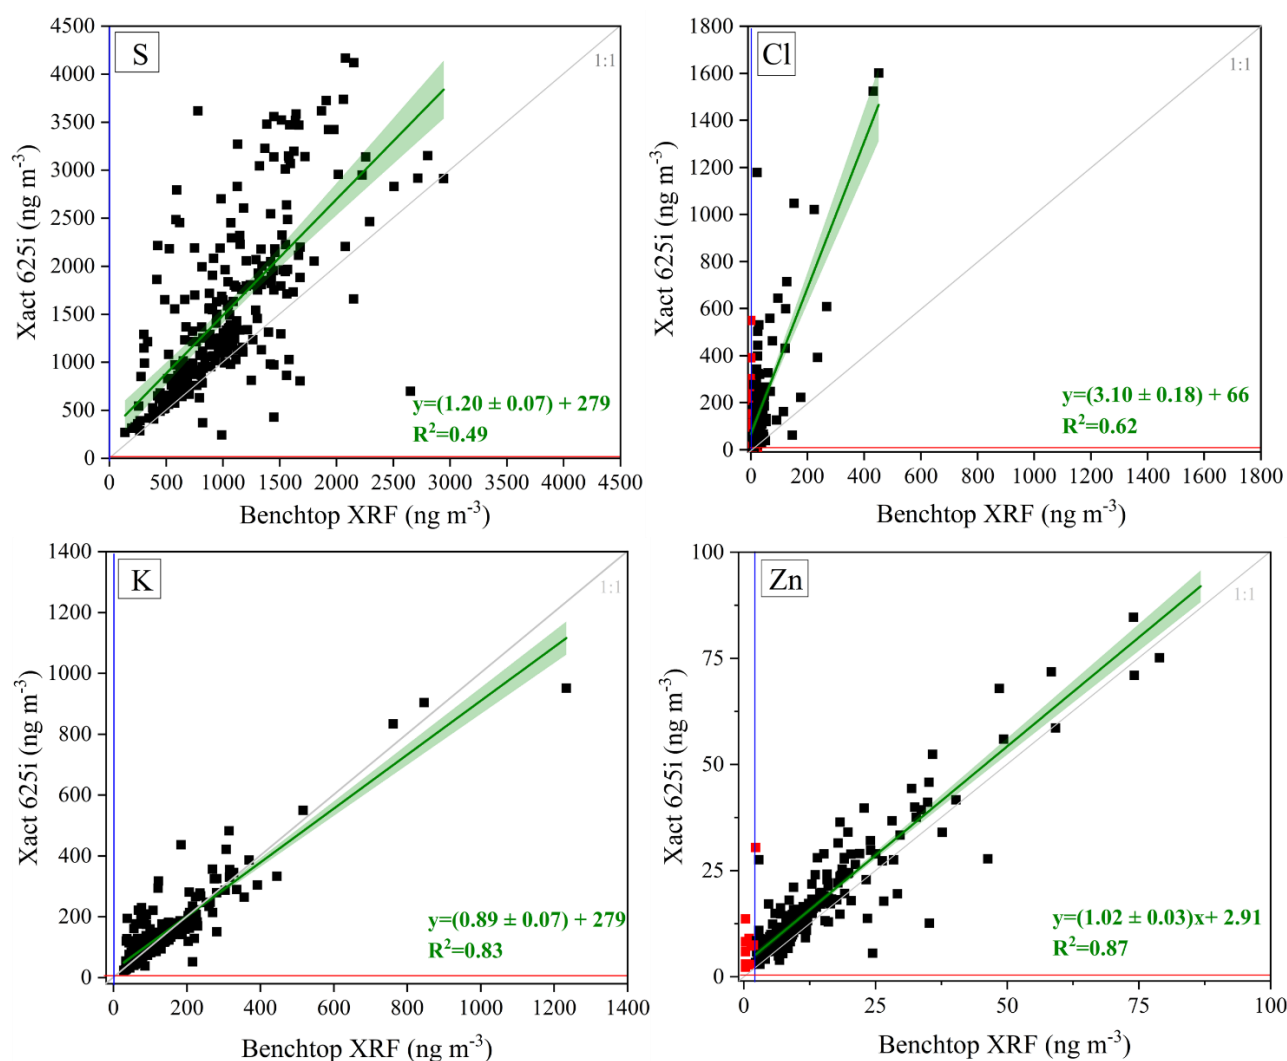 S
4500
4000
3500
3000
2500
2000
1500
1000
500
0
Xact 625i (ng m⁻³)
1:1
y=(1.20 ± 0.07) + 279
R²=0.49
0 500 1000 1500 2000 2500 3000 3500 4000 4500
Benchtop XRF (ng m⁻³)
Cl
1800
1600
1400
1200
1000
800
600
400
200
0
Xact 625i (ng m⁻³)
1:1
y=(3.10 ± 0.18) + 66
R²=0.62
0 200 400 600 800 1000 1200 1400 1600 1800
Benchtop XRF (ng m⁻³)
K
1400
1200
1000
800
600
400
200
0
Xact 625i (ng m⁻³)
1:1
y=(0.89 ± 0.07) + 279
R²=0.83
0 200 400 600 800 1000 1200 1400
Benchtop XRF (ng m⁻³)
Zn
100
75
50
25
0
Xact 625i (ng m⁻³)
1:1
y=(1.02 ± 0.03)x+ 2.91
R²=0.87
0 25 50 75 100
Benchtop XRF (ng m⁻³)